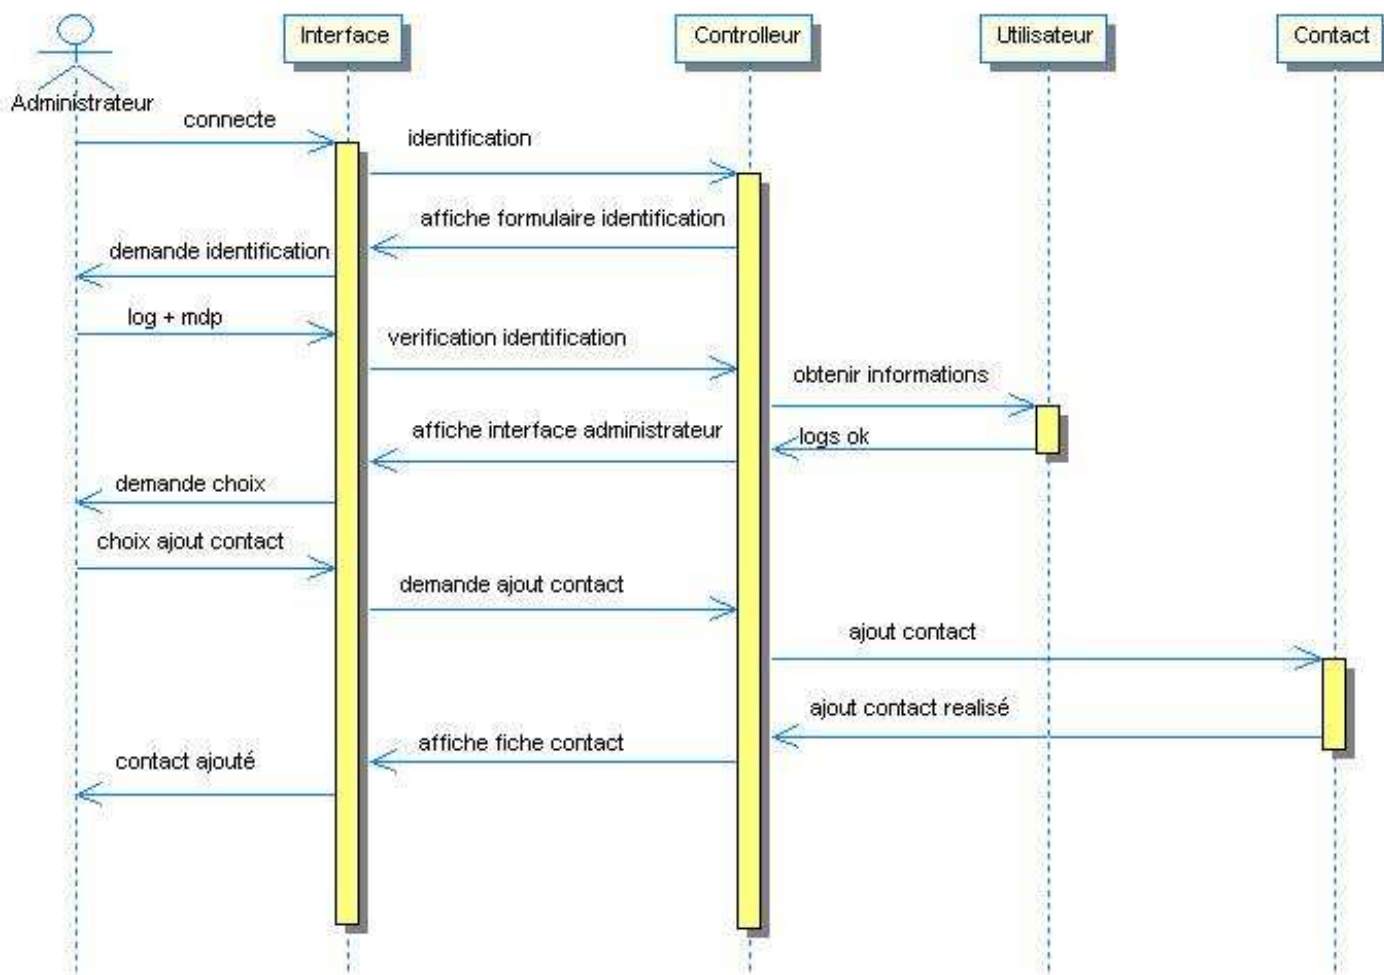 Interface
Controlleur
Utilisateur
Contact
Administrateur
connecte
identification
affiche formulaire identification
demande identification
log + mdp
verification identification
obtenir informations
affiche interface administrateur
logs ok
demande choix
choix ajout contact
demande ajout contact
ajout contact
ajout contact realisé
affiche fiche contact
contact ajouté